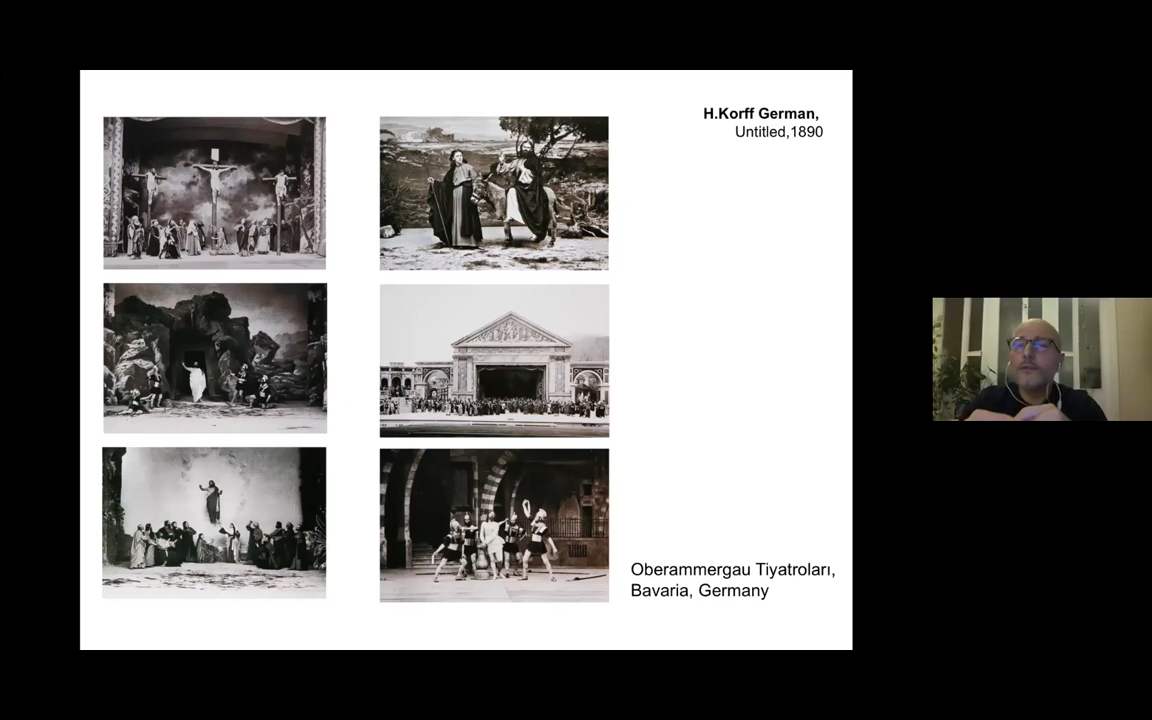 H.Korff German,
Untitled,1890
Oberammergau Tiyatroları,
Bavaria, Germany